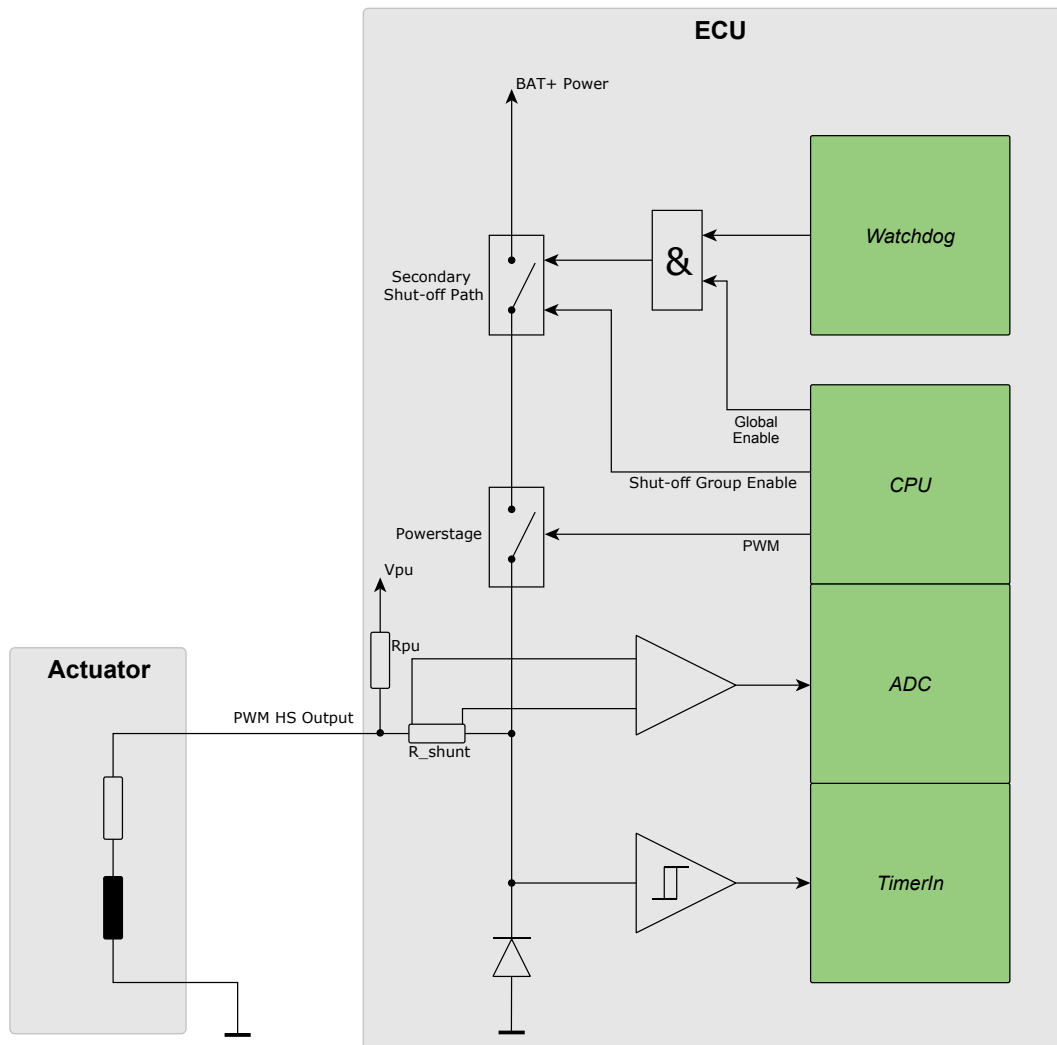 ECU
BAT+ Power
Watchdog
&
Secondary
Shut-off Path
Global
Enable
Shut-off Group Enable
CPU
Powerstage
PWM
Vpu
Rpu
Actuator
ADC
PWM HS Output
R_shunt
TimerIn